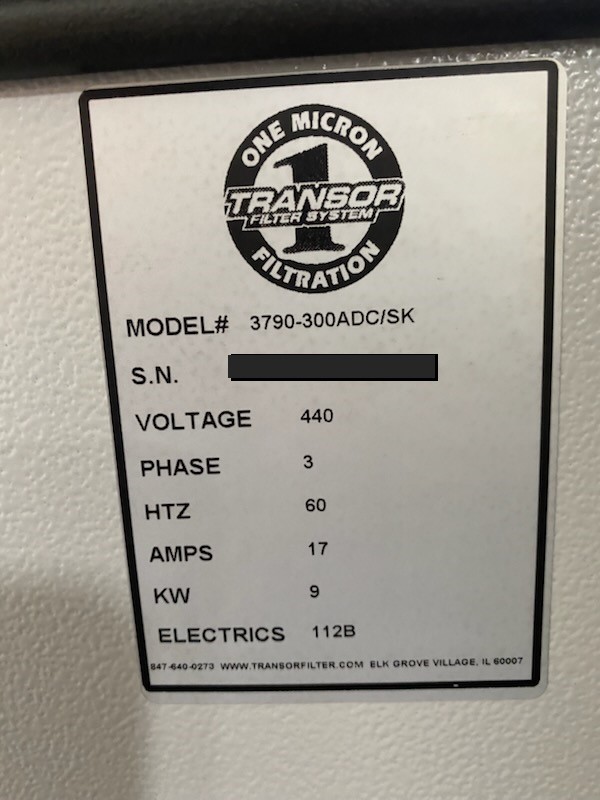 ONE MICRON
1
TRANSOR
FILTER SYSTEM
FILTRATION
MODEL# 3790-300ADC/SK
S.N.
VOLTAGE 440
PHASE 3
HTZ 60
AMPS 17
KW 9
ELECTRICS 112B
847-640-0273 WWW.TRANSORFILTER.COM ELK GROVE VILLAGE, IL 60007